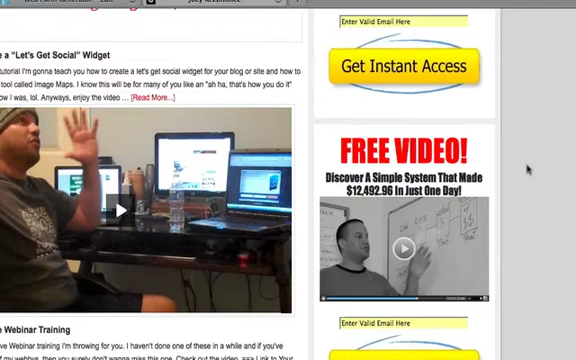 Enter Valid Email Here
Get Instant Access
e a “Let’s Get Social” Widget
tutorial I'm gonna teach you how to create a let's get social widget for your blog or site and how to
tool called Image Maps. I know this will be for many of you like an "ah ha, that's how you do it"
ow I was, lol. Anyways, enjoy the video ... [Read More...]
FREE VIDEO!
Discover A Simple System That Made
$12,492.96 In Just One Day!
Enter Valid Email Here
e Webinar Training
ve Webinar training I'm throwing for you. I haven't done one of these in a while and if you've
f my webbys, then you surely don't wanna miss this one. Check out the video. ==> Link to Your